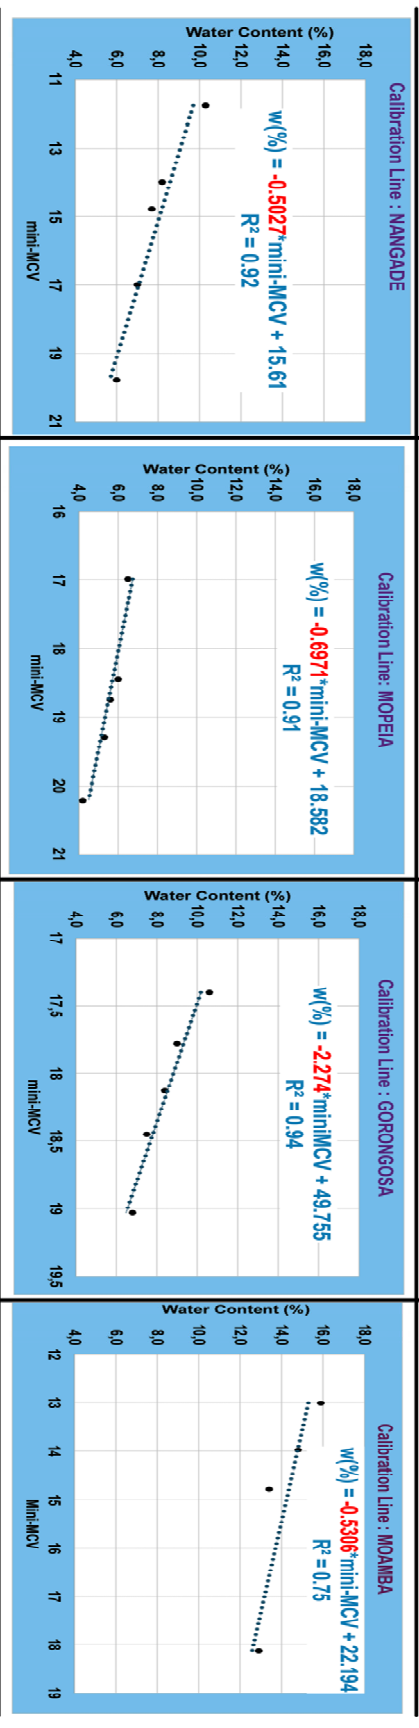 Calibration Line : NANGADE
w(%) = -0.5027*mini-MCV + 15.61
R² = 0.92
Water Content (%)
18,0
16,0
14,0
12,0
10,0
8,0
6,0
4,0
11
13
15
17
19
21
mini-MCV
Calibration Line: MOPEIA
w(%) = -0.6971*mini-MCV + 18.582
R² = 0.91
Water Content (%)
18,0
16,0
14,0
12,0
10,0
8,0
6,0
4,0
16
17
18
19
20
21
mini-MCV
Calibration Line : GORONGOSA
w(%) = -2.274*miniMCV + 49.755
R² = 0.94
Water Content (%)
18,0
16,0
14,0
12,0
10,0
8,0
6,0
4,0
17
17,5
18
18,5
19
19,5
mini-MCV
Calibration Line : MOAMBA
w(%) = -0.5306*mini-MCV + 22.194
R² = 0.75
Water Content (%)
18,0
16,0
14,0
12,0
10,0
8,0
6,0
4,0
12
13
14
15
16
17
18
19
Mini-MCV